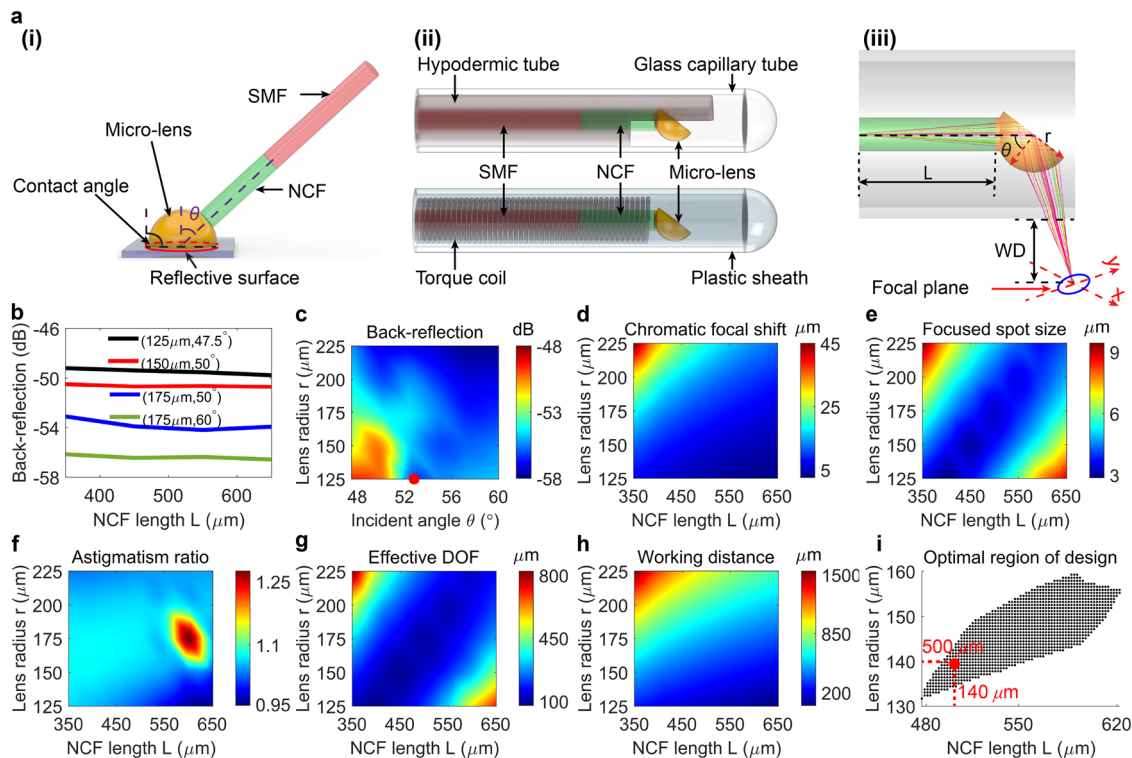 a
(i)
SMF
Micro-lens
θ
NCF
Contact angle
Reflective surface
(ii)
Hypodermic tube
Glass capillary tube
SMF
NCF
Micro-lens
Torque coil
Plastic sheath
(iii)
θ
r
L
WD
Focal plane
Y
X
b
Back-reflection (dB)
-46
-50
-54
-58
(125μm,47.5°)
(150μm,50°)
(175μm,50°)
(175μm,60°)
400
500
600
NCF length L (μm)
c
Back-reflection
dB
Lens radius r (μm)
225
200
175
150
125
48
52
56
60
Incident angle θ (°)
-48
-53
-58
d
Chromatic focal shift
μm
Lens radius r (μm)
225
200
175
150
125
350
450
550
650
NCF length L (μm)
45
25
5
e
Focused spot size
μm
Lens radius r (μm)
225
200
175
150
125
350
450
550
650
NCF length L (μm)
9
6
3
f
Astigmatism ratio
Lens radius r (μm)
225
200
175
150
125
350
450
550
650
NCF length L (μm)
1.25
1.1
0.95
g
Effective DOF
μm
Lens radius r (μm)
225
200
175
150
125
350
450
550
650
NCF length L (μm)
800
450
100
h
Working distance
μm
Lens radius r (μm)
225
200
175
150
125
350
450
550
650
NCF length L (μm)
1500
850
200
i
Optimal region of design
Lens radius r (μm)
160
150
140
130
500 μm
140 μm
480
550
620
NCF length L (μm)